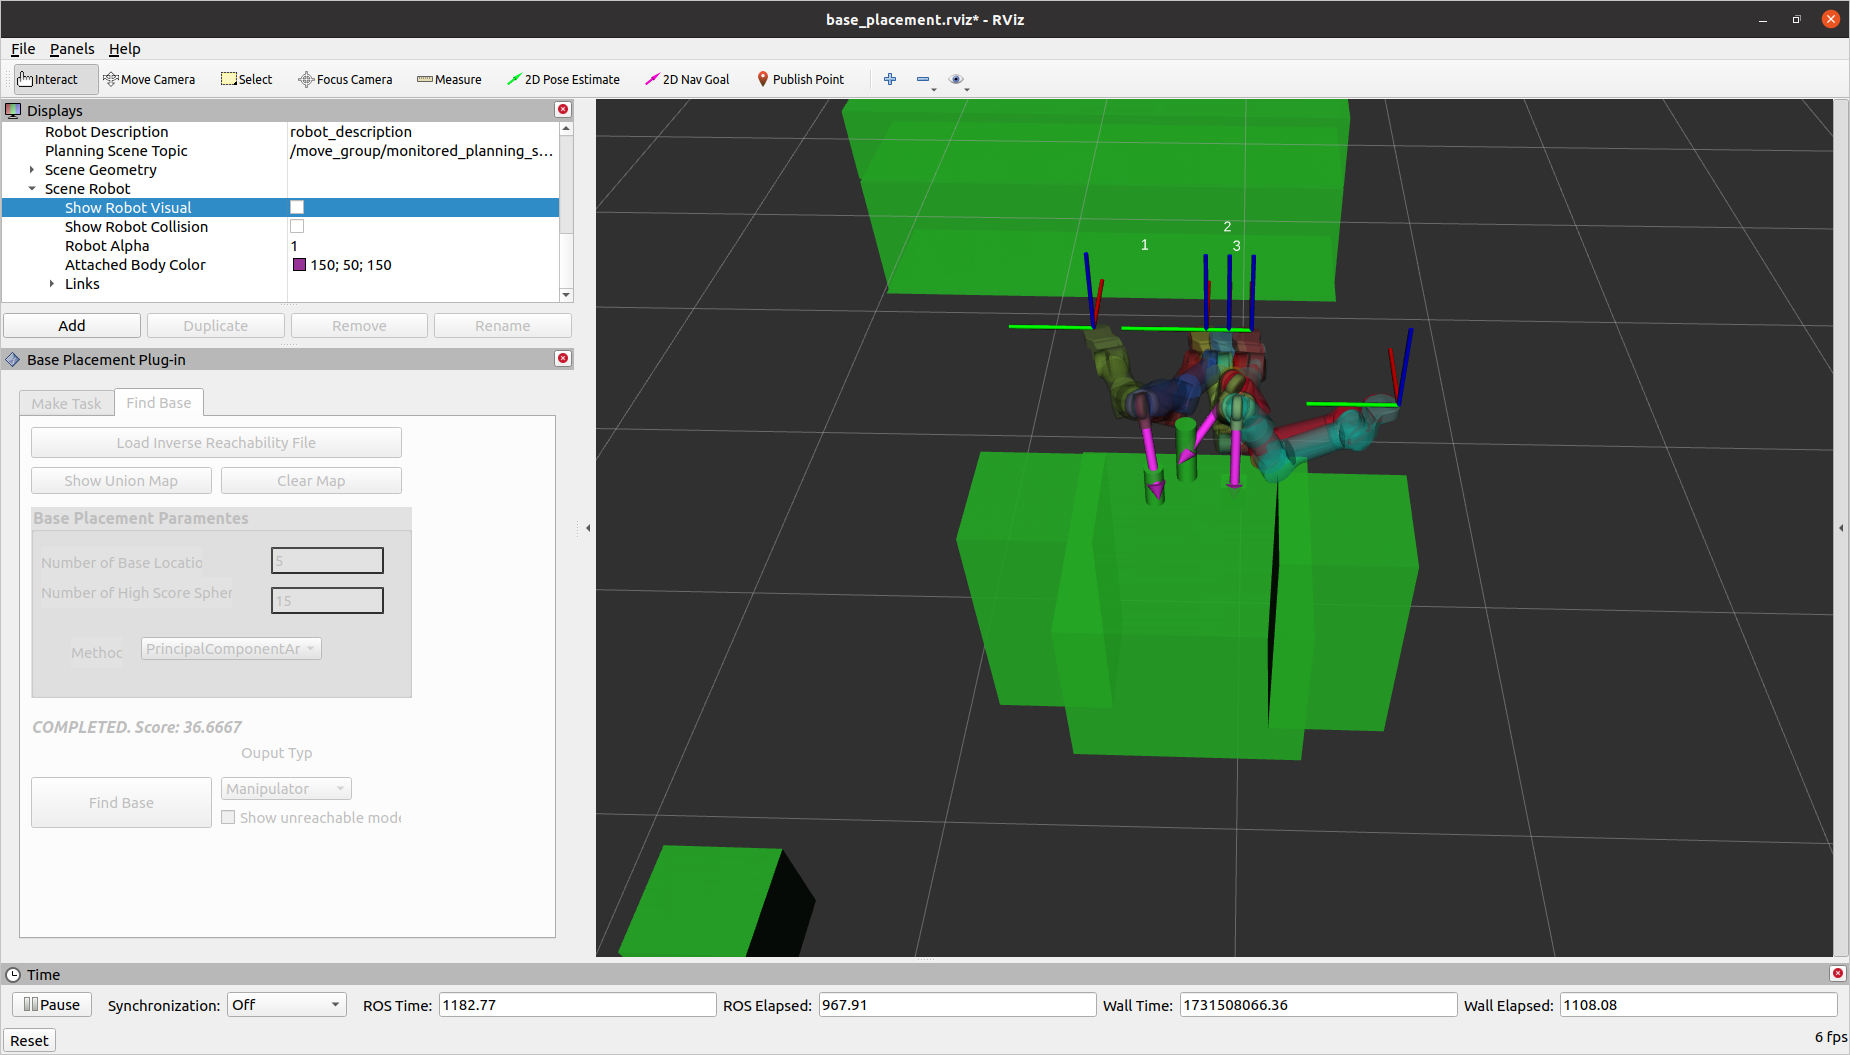 base_placement.rviz* - RViz
File Panels Help
Interact Move Camera Select Focus Camera Measure 2D Pose Estimate 2D Nav Goal Publish Point
Displays
Robot Description robot_description
Planning Scene Topic /move_group/monitored_planning_s...
Scene Geometry
Scene Robot
Show Robot Visual
Show Robot Collision
Robot Alpha 1
Attached Body Color 150; 50; 150
Links
Add Duplicate Remove Rename
Base Placement Plug-in
Make Task Find Base
Load Inverse Reachability File
Show Union Map Clear Map
Base Placement Paramentes
Number of Base Locatio 5
Number of High Score Spher 15
Method PrincipalComponentAr
COMPLETED. Score: 36.6667
Ouput Typ
Find Base Manipulator
Show unreachable mode
2
1
3
Time
Pause Synchronization: Off ROS Time: 1182.77 ROS Elapsed: 967.91 Wall Time: 1731508066.36 Wall Elapsed: 1108.08
Reset 6 fps